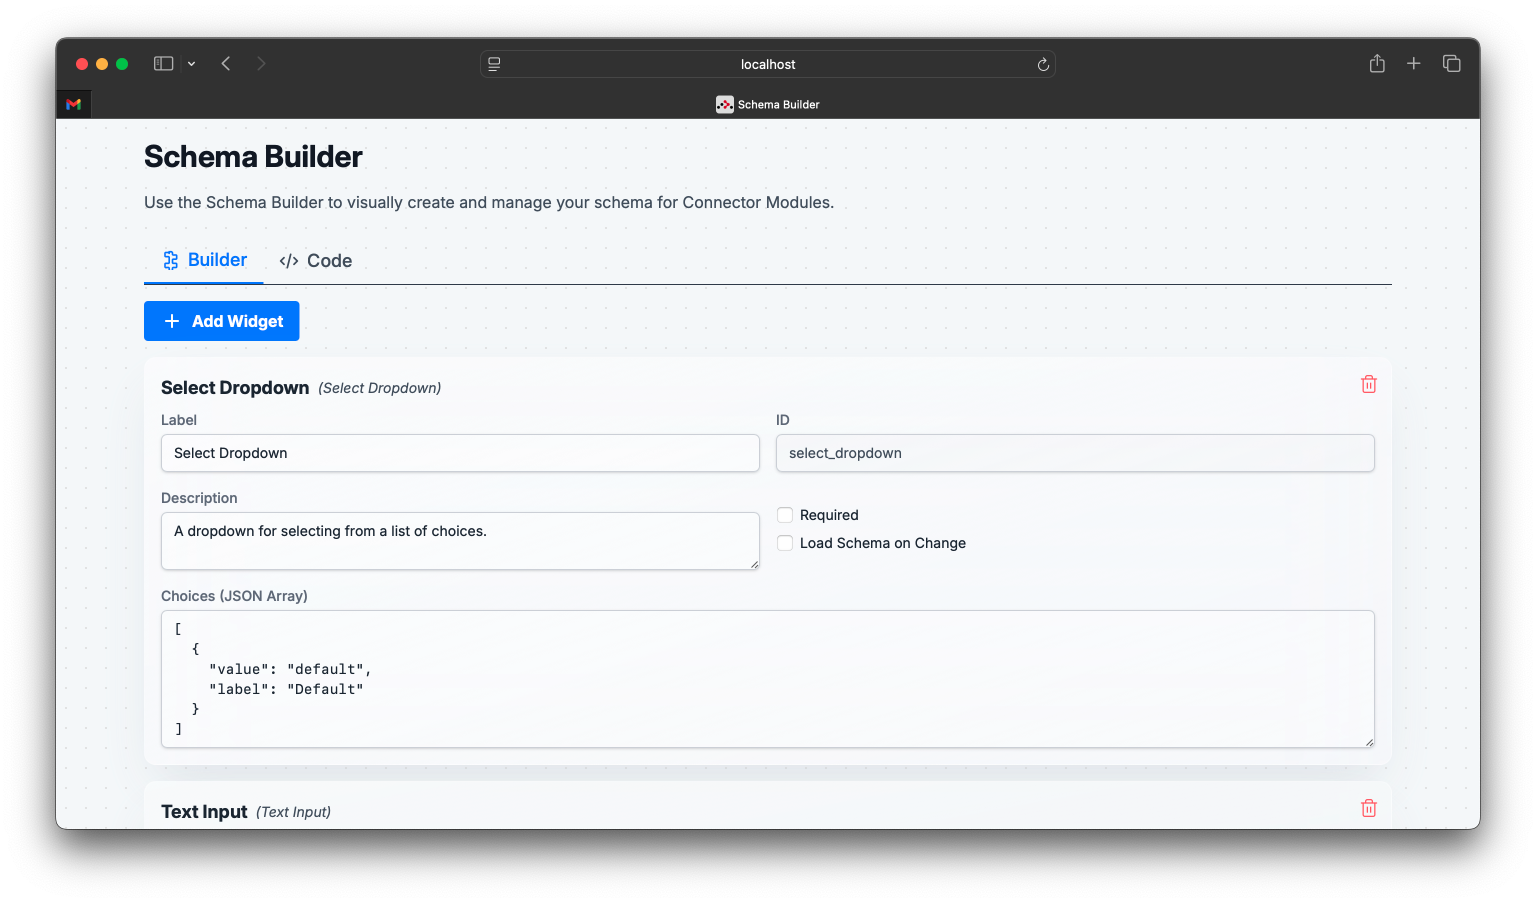 localhost
Schema Builder
Schema Builder
Use the Schema Builder to visually create and manage your schema for Connector Modules.
Builder
</> Code
+ Add Widget
Select Dropdown (Select Dropdown)
Label
ID
Select Dropdown
select_dropdown
Description
A dropdown for selecting from a list of choices.
Required
Load Schema on Change
Choices (JSON Array)
[
  {
    "value": "default",
    "label": "Default"
  }
]
Text Input (Text Input)